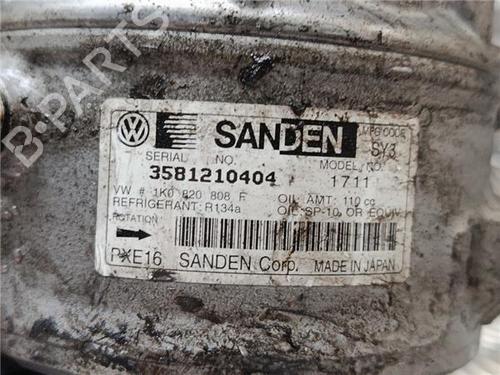 B-PARTS
SANDEN
MFG CODE
SY3
SERIAL NO.
MODEL NO.
3581210404
1711
VW # 1K0 820 808 F
OIL AMT: 110 cc
REFRIGERANT: R134a
OIL: SP-10, OR EQUIV.
ROTATION
PXE16 SANDEN Corp. MADE IN JAPAN